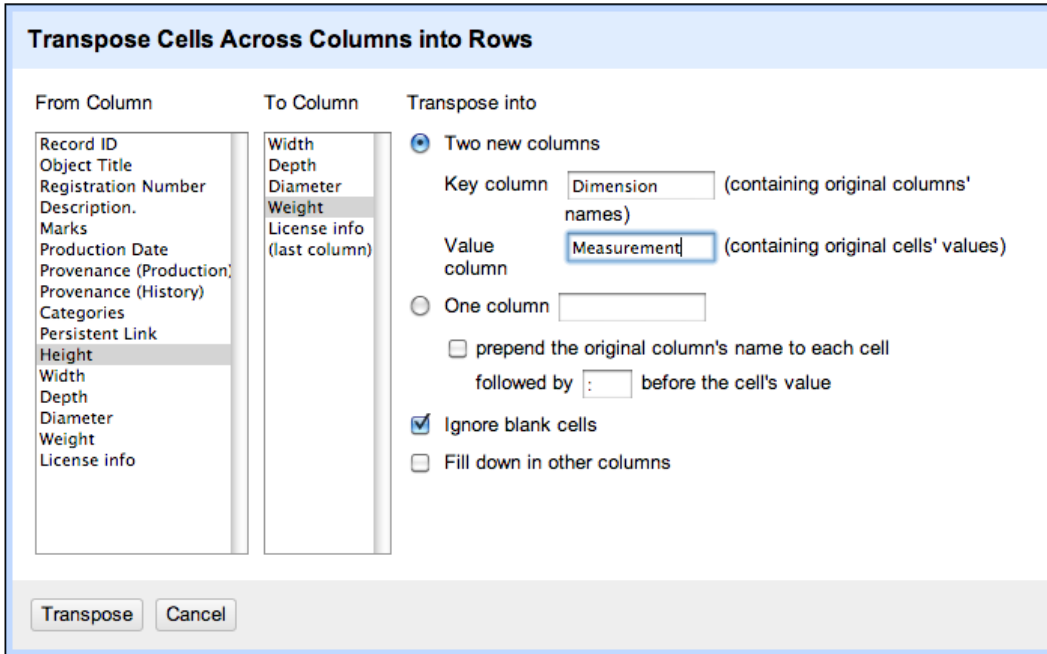 Transpose Cells Across Columns into Rows
From Column
Record ID
Object Title
Registration Number
Description.
Marks
Production Date
Provenance (Production)
Provenance (History)
Categories
Persistent Link
Height
Width
Depth
Diameter
Weight
License info
To Column
Width
Depth
Diameter
Weight
License info
(last column)
Transpose into
Two new columns
Key column Dimension (containing original columns'
names)
Value Measurement (containing original cells' values)
column
One column
prepend the original column's name to each cell
followed by : before the cell's value
Ignore blank cells
Fill down in other columns
Transpose Cancel